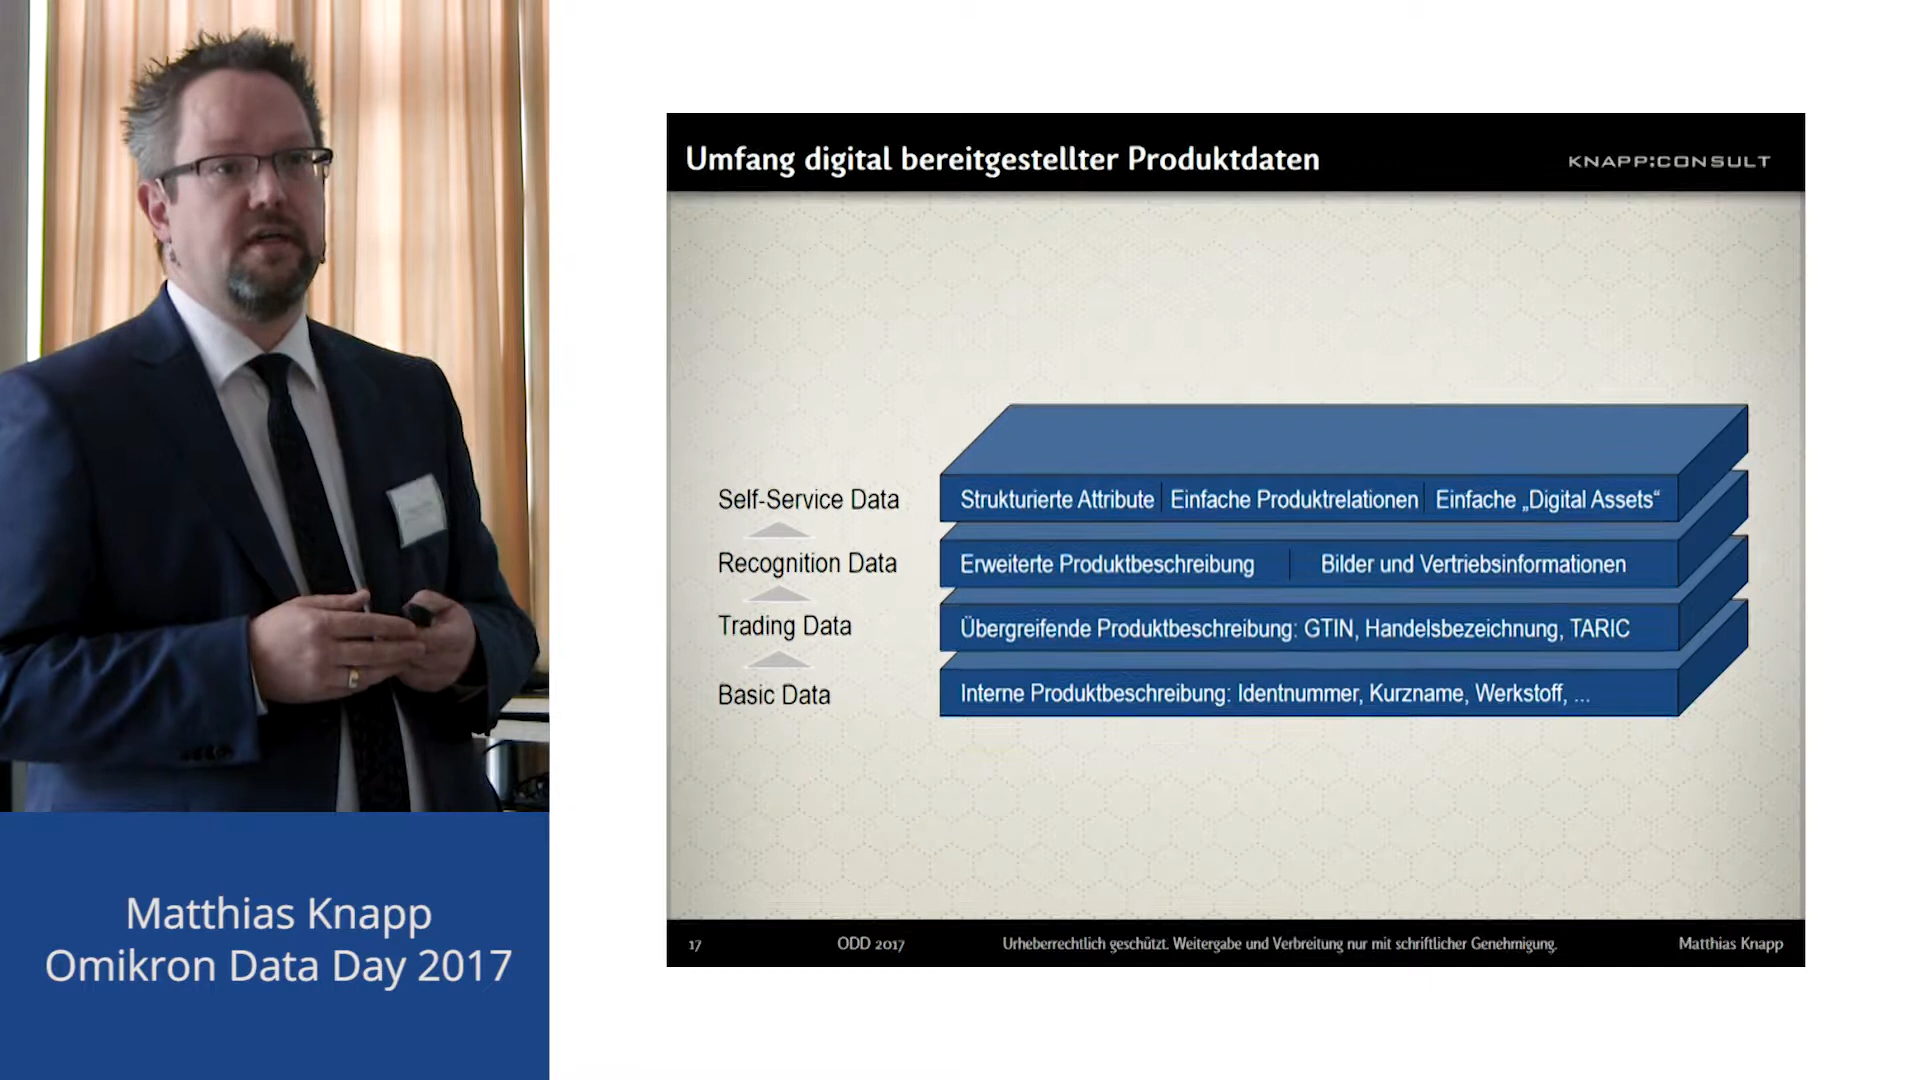 Umfang digital bereitgestellter Produktdaten
KNAPP:CONSULT
Self-Service Data
Strukturierte Attribute
Einfache Produktrelationen
Einfache „Digital Assets“
Recognition Data
Erweiterte Produktbeschreibung
Bilder und Vertriebsinformationen
Trading Data
Übergreifende Produktbeschreibung: GTIN, Handelsbezeichnung, TARIC
Basic Data
Interne Produktbeschreibung: Identnummer, Kurzname, Werkstoff, ...
17
ODD 2017
Urheberrechtlich geschützt. Weitergabe und Verbreitung nur mit schriftlicher Genehmigung.
Matthias Knapp
Matthias Knapp
Omikron Data Day 2017